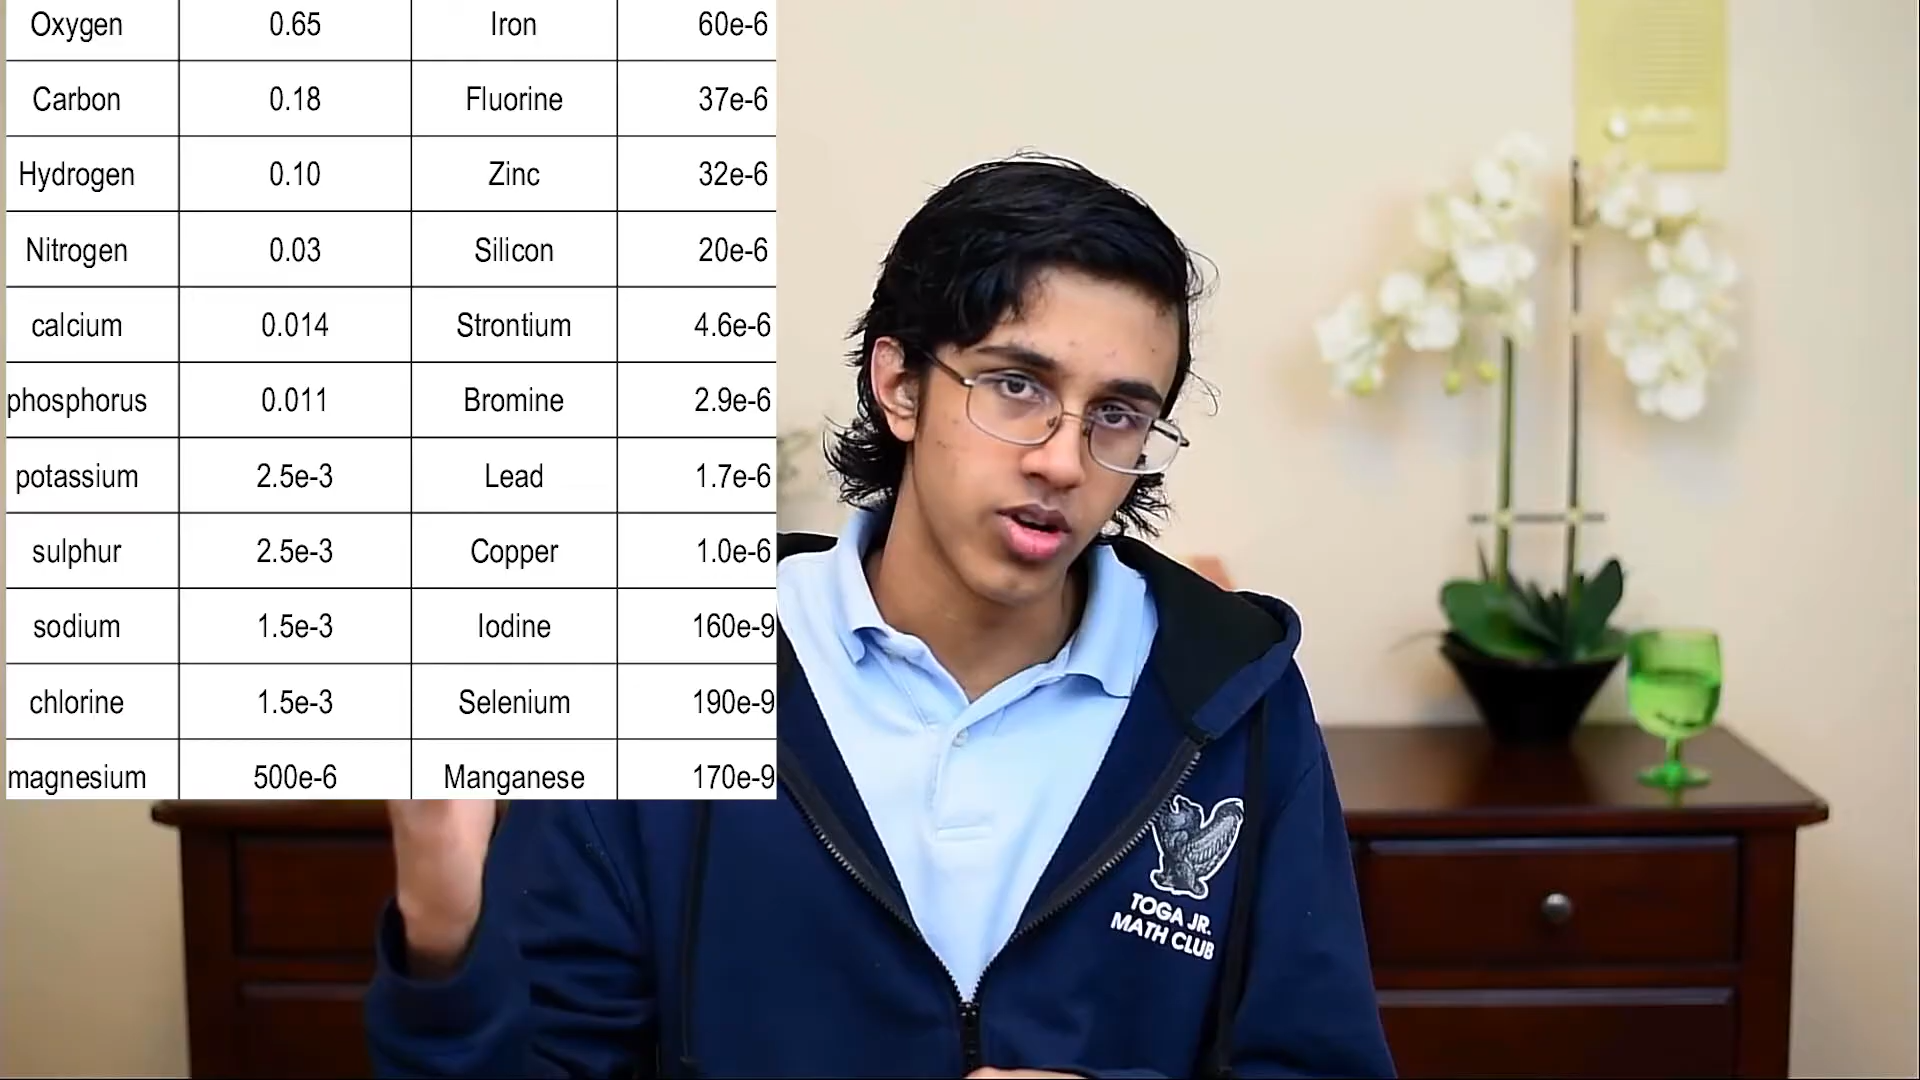 Oxygen 0.65 Iron 60e-6
Carbon 0.18 Fluorine 37e-6
Hydrogen 0.10 Zinc 32e-6
Nitrogen 0.03 Silicon 20e-6
calcium 0.014 Strontium 4.6e-6
phosphorus 0.011 Bromine 2.9e-6
potassium 2.5e-3 Lead 1.7e-6
sulphur 2.5e-3 Copper 1.0e-6
sodium 1.5e-3 Iodine 160e-9
chlorine 1.5e-3 Selenium 190e-9
magnesium 500e-6 Manganese 170e-9
TOGA JR.
MATH CLUB